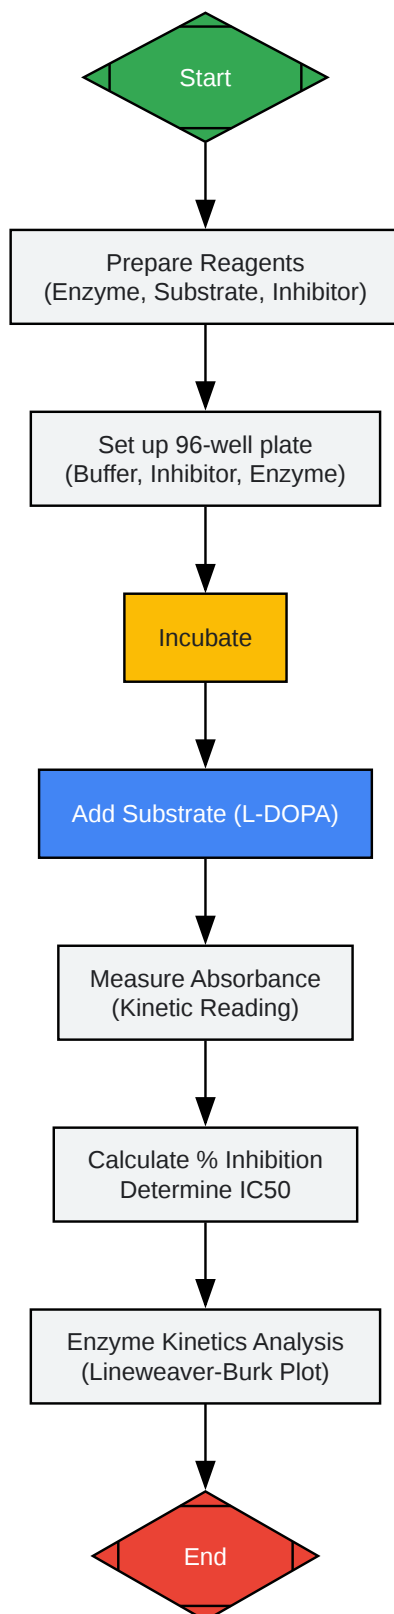 Start
Prepare Reagents
(Enzyme, Substrate, Inhibitor)
Set up 96-well plate
(Buffer, Inhibitor, Enzyme)
Incubate
Add Substrate (L-DOPA)
Measure Absorbance
(Kinetic Reading)
Calculate % Inhibition
Determine IC50
Enzyme Kinetics Analysis
(Lineweaver-Burk Plot)
End